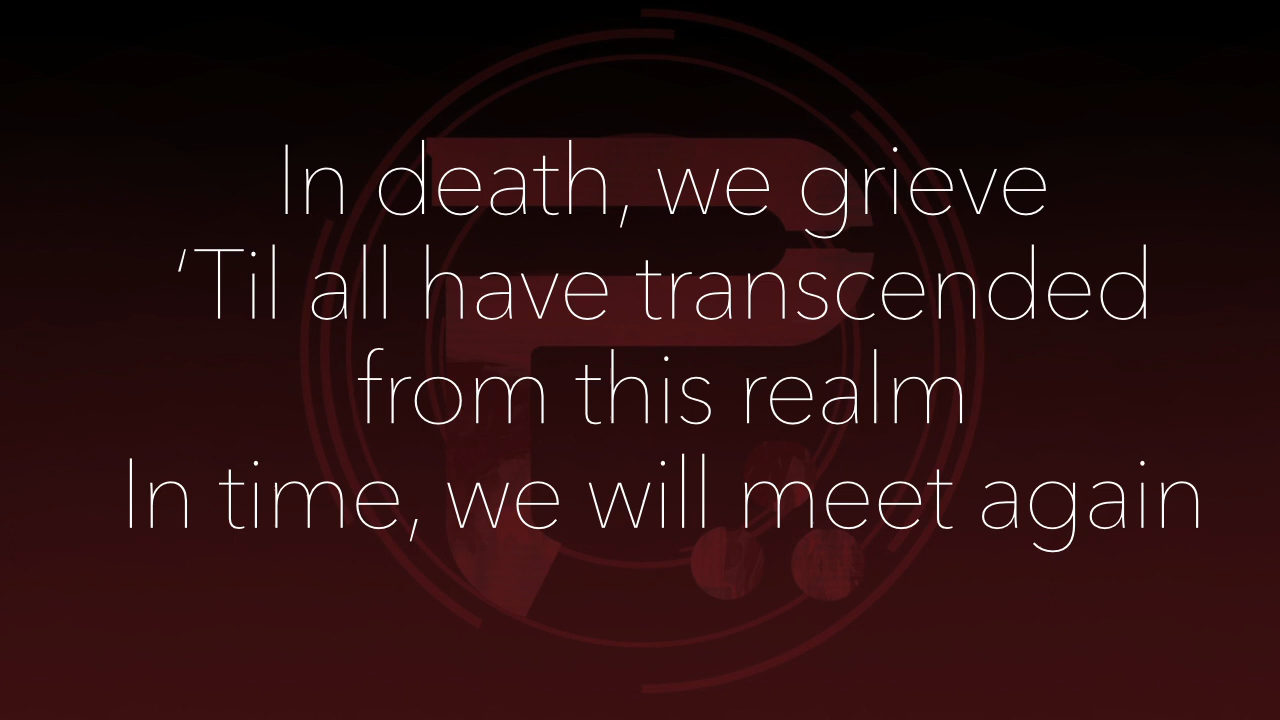 In death, we grieve
’Til all have transcended
from this realm
In time, we will meet again